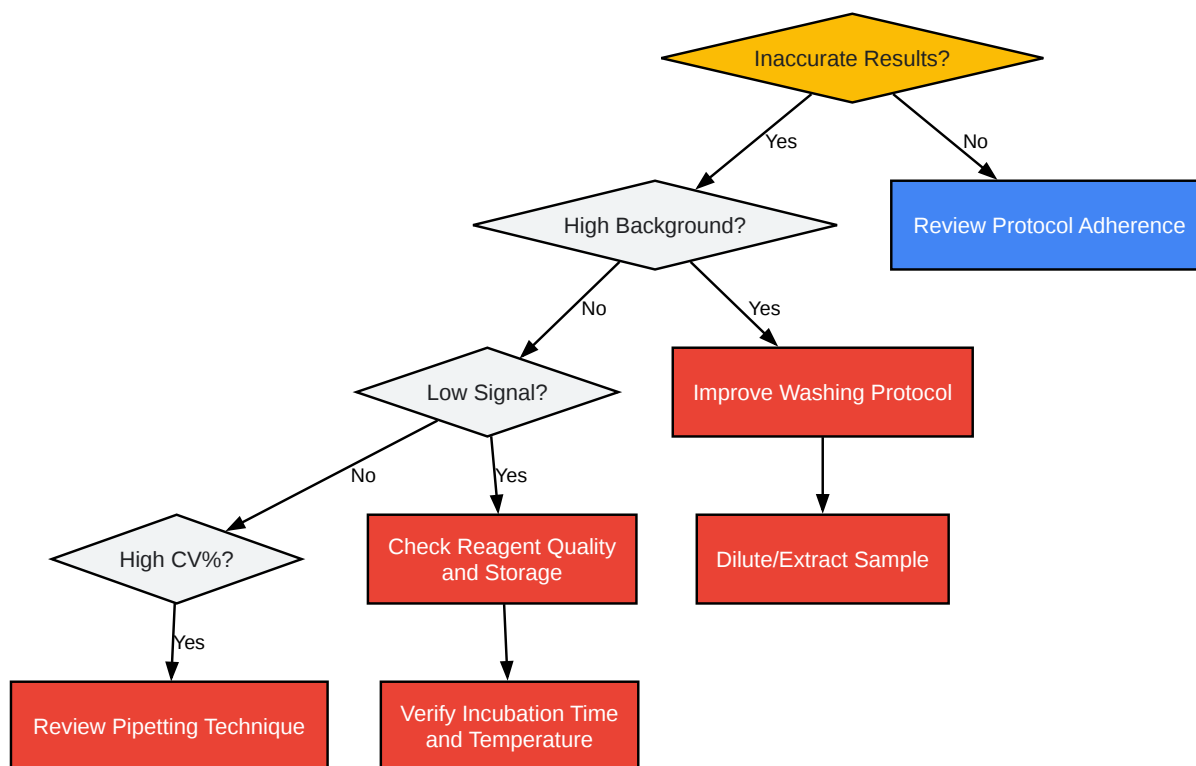 Inaccurate Results?
Yes
No
High Background?
Review Protocol Adherence
No
Yes
Low Signal?
Improve Washing Protocol
No
Yes
High CV%?
Check Reagent Quality
and Storage
Dilute/Extract Sample
Yes
Review Pipetting Technique
Verify Incubation Time
and Temperature